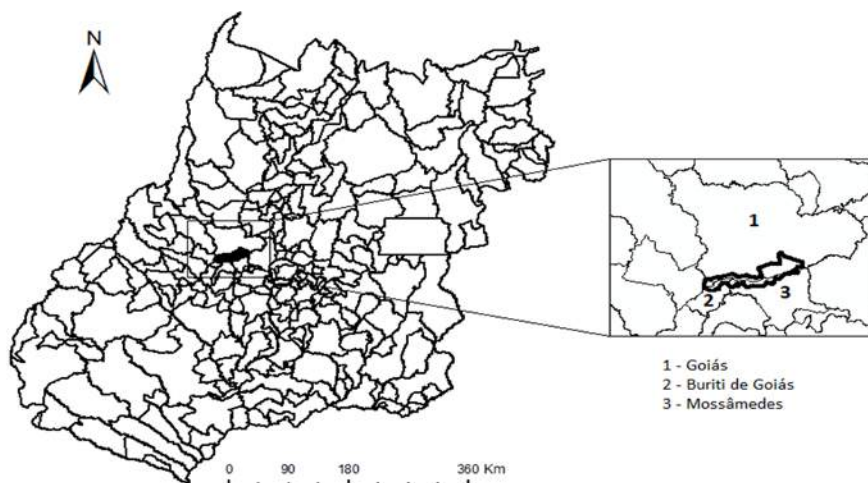 N
1
2
3
1 - Goiás
2 - Buriti de Goiás
3 - Mossâmedes
0 90 180 360 Km